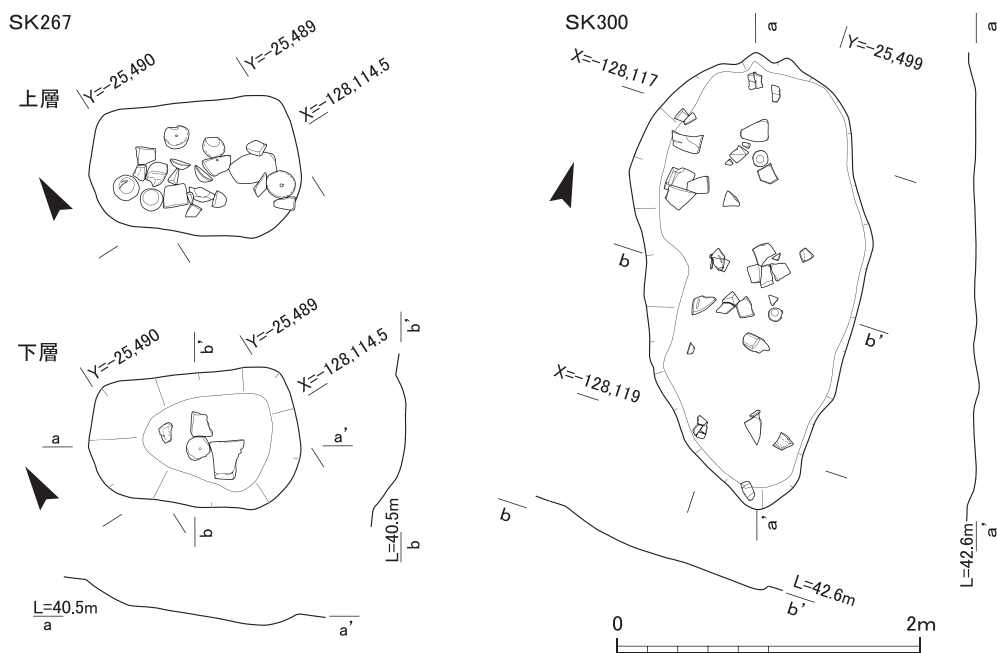 SK267
上層
Y=-25,490
Y=-25,489
X=-128,114.5
下層
Y=-25,490
Y=-25,489
X=-128,114.5
b'
b'
a
a'
b
L=40.5m
b
L=40.5m
a
a'
SK300
a
a
X=-128,117
Y=-25,499
b
b'
X=-128,119
a'
L=42.6m
a'
b
L=42.6m
b'
0
2m